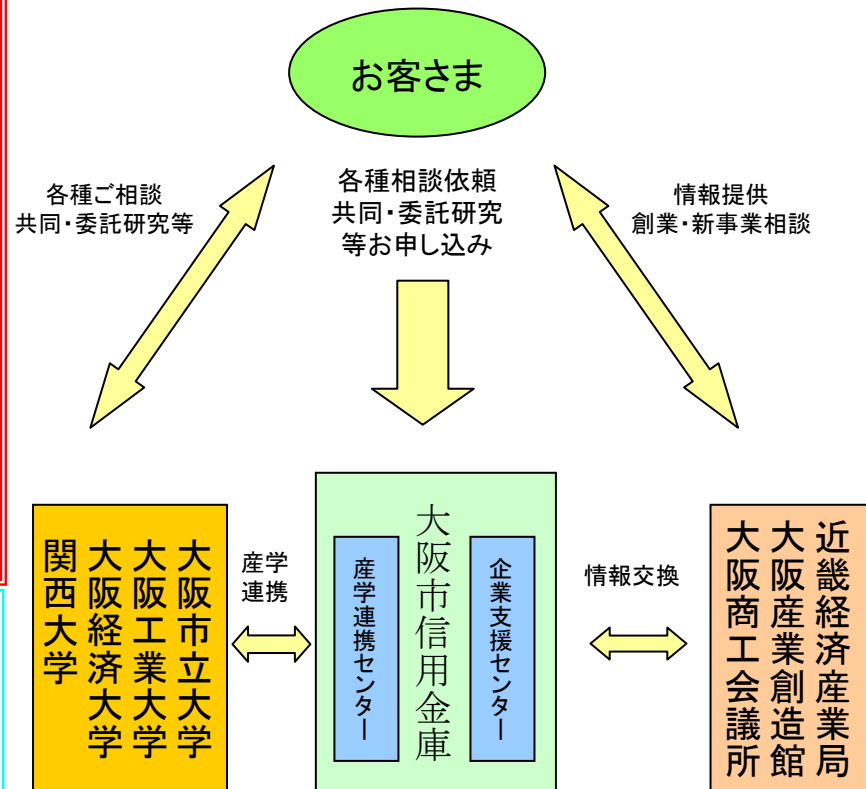 お客さま
各種ご相談
共同・委託研究等
各種相談依頼
共同・委託研究
等お申し込み
情報提供
創業・新事業相談
大阪市立大学
大阪工業大学
大阪経済大学
関西大学
産学
連携
大阪市信用金庫
産学連携センター
企業支援センター
情報交換
近畿経済産業局
大阪産業創造館
大阪商工会議所